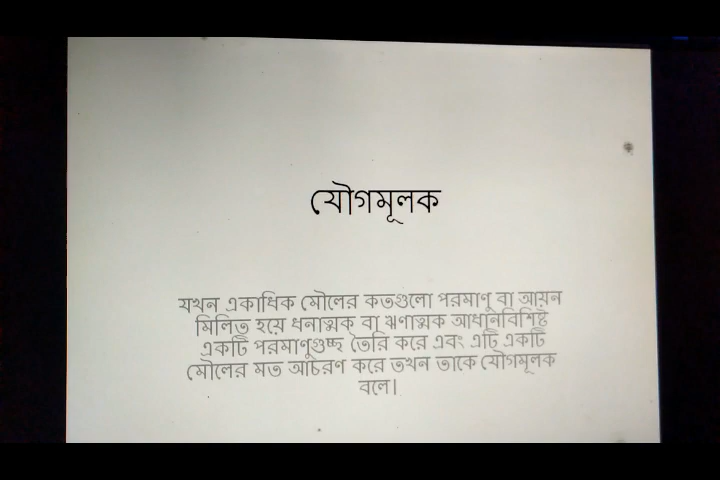 যৌগমূলক
যখন একাধিক মৌলের কতগুলো পরমাণু বা আয়ন
মিলিত হয়ে ধনাত্মক বা ঋণাত্মক আধানবিশিষ্ট
একটি পরমাণুগুচ্ছ তৈরি করে এবং এটি একটি
মৌলের মত আচরণ করে তখন তাকে যৌগমূলক
বলে।